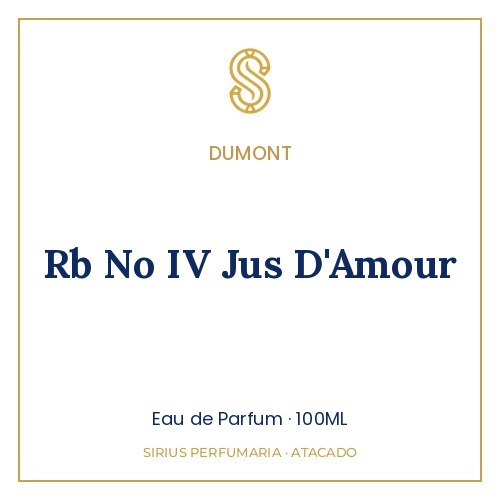 DUMONT
Rb No IV Jus D'Amour
Eau de Parfum · 100ML
SIRIUS PERFUMARIA · ATACADO